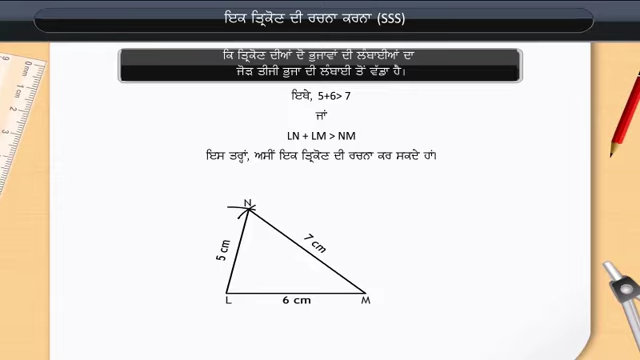 ਇਕ ਤ੍ਰਿਕੋਣ ਦੀ ਰਚਨਾ ਕਰਨਾ (SSS)
ਕਿ ਤ੍ਰਿਕੋਣ ਦੀਆਂ ਦੋ ਭੁਜਾਵਾਂ ਦੀ ਲੰਬਾਈਆਂ ਦਾ
ਜੋੜ ਤੀਜੀ ਭੁਜਾ ਦੀ ਲੰਬਾਈ ਤੋਂ ਵੱਡਾ ਹੈ।
ਇਥੇ, 5+6> 7
ਜਾਂ
LN + LM > NM
ਇਸ ਤਰ੍ਹਾਂ, ਅਸੀਂ ਇਕ ਤ੍ਰਿਕੋਣ ਦੀ ਰਚਨਾ ਕਰ ਸਕਦੇ ਹਾਂ।
N
5 cm
7 cm
L
6 cm
M